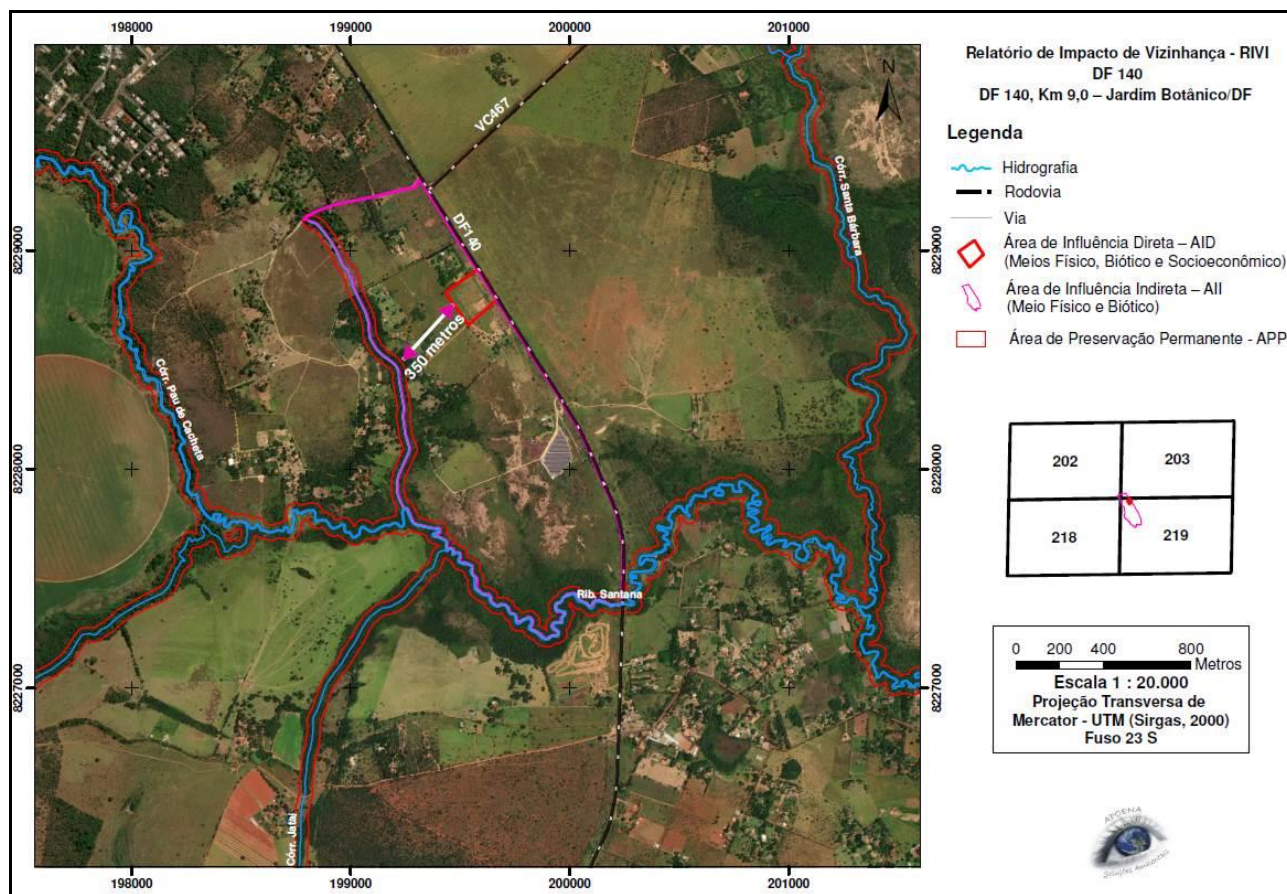 198000
199000
200000
201000
8229000
8228000
8227000
8229000
8228000
8227000
VC467
DF140
350 metros
Córr. Santa Bárbara
Córr. Pau de Cacheta
Rib. Santana
Córr. Jataí
198000
199000
200000
201000
N
Relatório de Impacto de Vizinhança - RIVI
DF 140
DF 140, Km 9,0 – Jardim Botânico/DF
Legenda
Hidrografia
Rodovia
Via
Área de Influência Direta – AID
(Meios Físico, Biótico e Socioeconômico)
Área de Influência Indireta – AII
(Meio Físico e Biótico)
Área de Preservação Permanente - APP
202
203
218
219
0 200 400 800
Metros
Escala 1 : 20.000
Projeção Transversa de
Mercator - UTM (Sirgas, 2000)
Fuso 23 S
APOENA
Soluções Ambientais